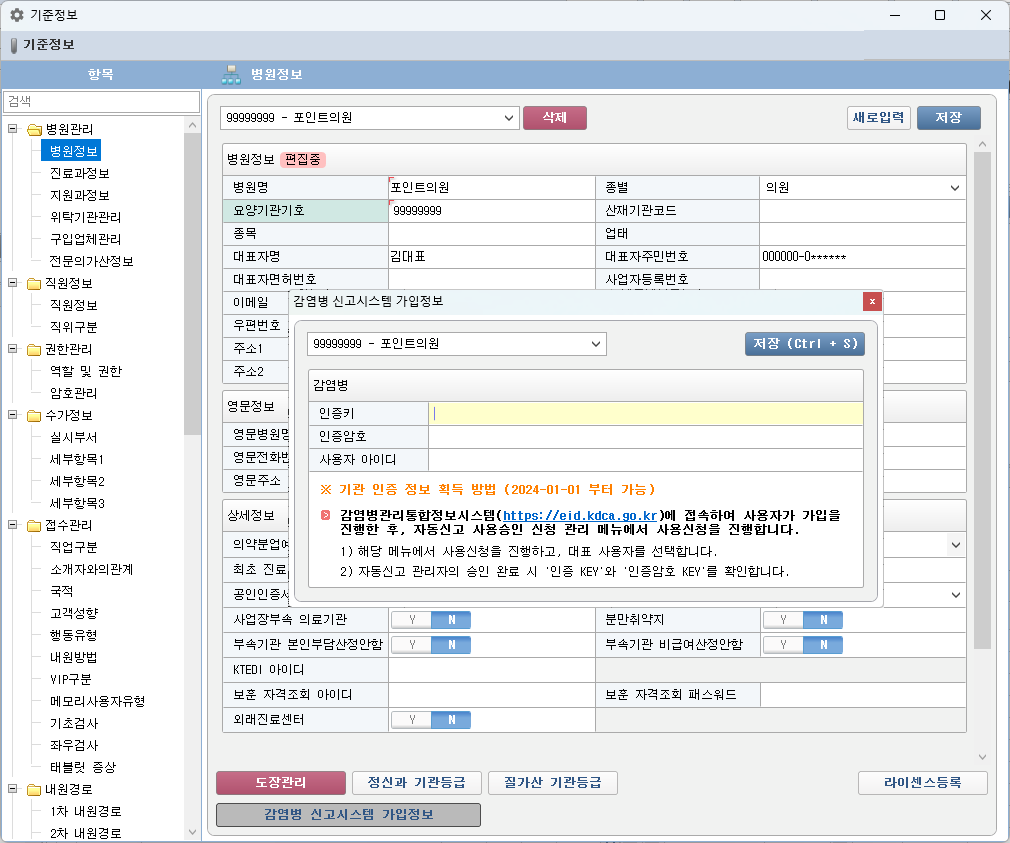 기준정보
기준정보
항목
병원정보
검색
병원관리
병원정보
진료과정보
지원과정보
위탁기관관리
구입업체관리
전문의가산정보
직원정보
직원정보
직위구분
권한관리
역할 및 권한
암호관리
수가정보
실시부서
세부항목1
세부항목2
세부항목3
접수관리
직업구분
소개자와의관계
국적
고객성향
행동유형
내원방법
VIP구분
메모리사용자유형
기초검사
좌우검사
태블릿 증상
내원경로
1차 내원경로
2차 내원경로
99999999 - 포인트의원
삭제
새로입력
저장
병원정보 편집중
병원명 포인트의원 종별 의원
요양기관기호 99999999 산재기관코드
종목 업태
대표자명 김대표 대표자주민번호 000000-0******
대표자면허번호 사업자등록번호
이메일
우편번호
주소1
주소2
영문정보
영문병원명
영문전화번
영문주소
상세정보
의약분업여
최초 진료
공인인증서
감염병 신고시스템 가입정보
x
99999999 - 포인트의원
저장 (Ctrl + S)
감염병
인증키
인증암호
사용자 아이디
※ 기관 인증 정보 획득 방법 (2024-01-01 부터 가능)
감염병관리통합정보시스템(https://eid.kdca.go.kr)에 접속하여 사용자가 가입을
진행한 후, 자동신고 사용승인 신청 관리 메뉴에서 사용신청을 진행합니다.
1) 해당 메뉴에서 사용신청을 진행하고, 대표 사용자를 선택합니다.
2) 자동신고 관리자의 승인 완료 시 '인증 KEY'와 '인증암호 KEY'를 확인합니다.
사업장부속 의료기관 Y N 분만취약지 Y N
부속기관 본인부담산정안함 Y N 부속기관 비급여산정안함 Y N
KTEDI 아이디
보훈 자격조회 아이디 보훈 자격조회 패스워드
외래진료센터 Y N
도장관리
정신과 기관등급
질가산 기관등급
라이센스등록
감염병 신고시스템 가입정보